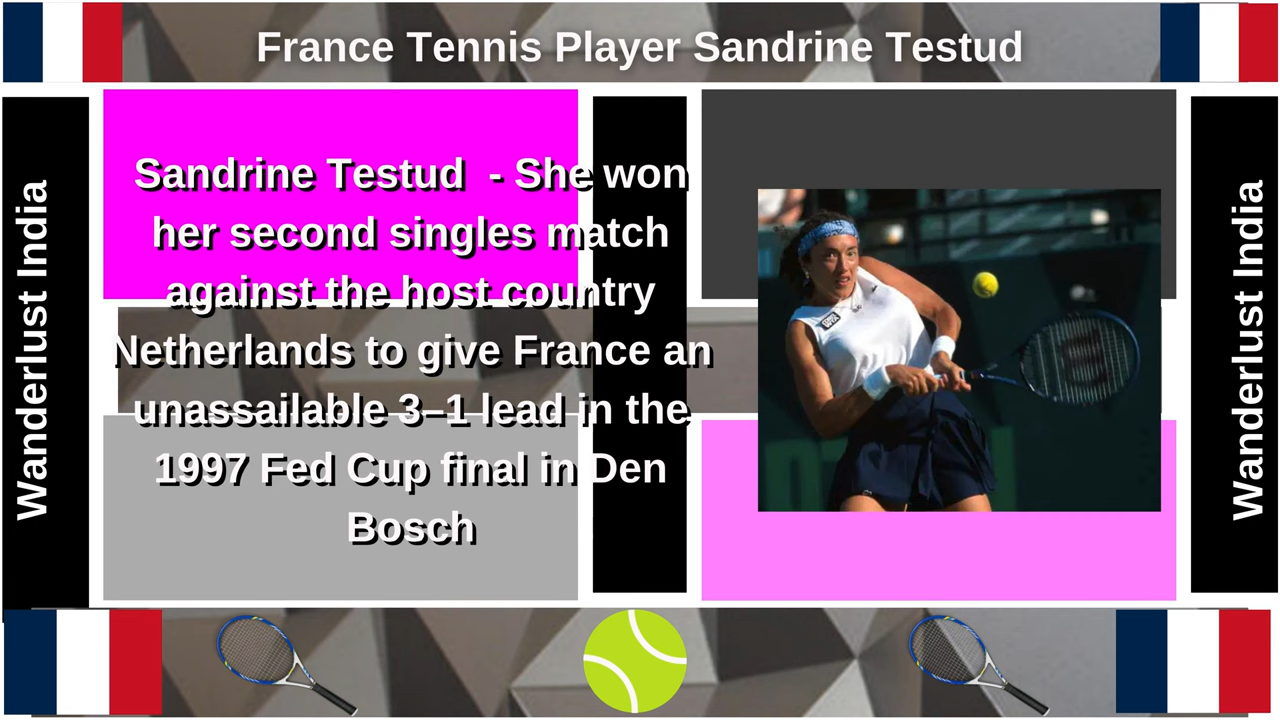 France Tennis Player Sandrine Testud
Wanderlust India
Sandrine Testud - She won
her second singles match
against the host country
Netherlands to give France an
unassailable 3–1 lead in the
1997 Fed Cup final in Den
Bosch
Wanderlust India